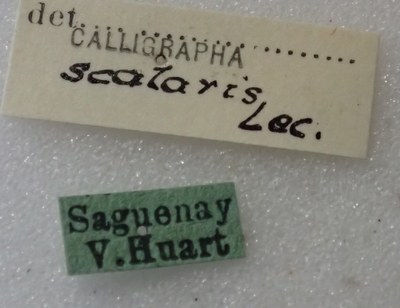 det.
CALLIGRAPHA
scalaris
Lec.
Saguenay
V. Huart